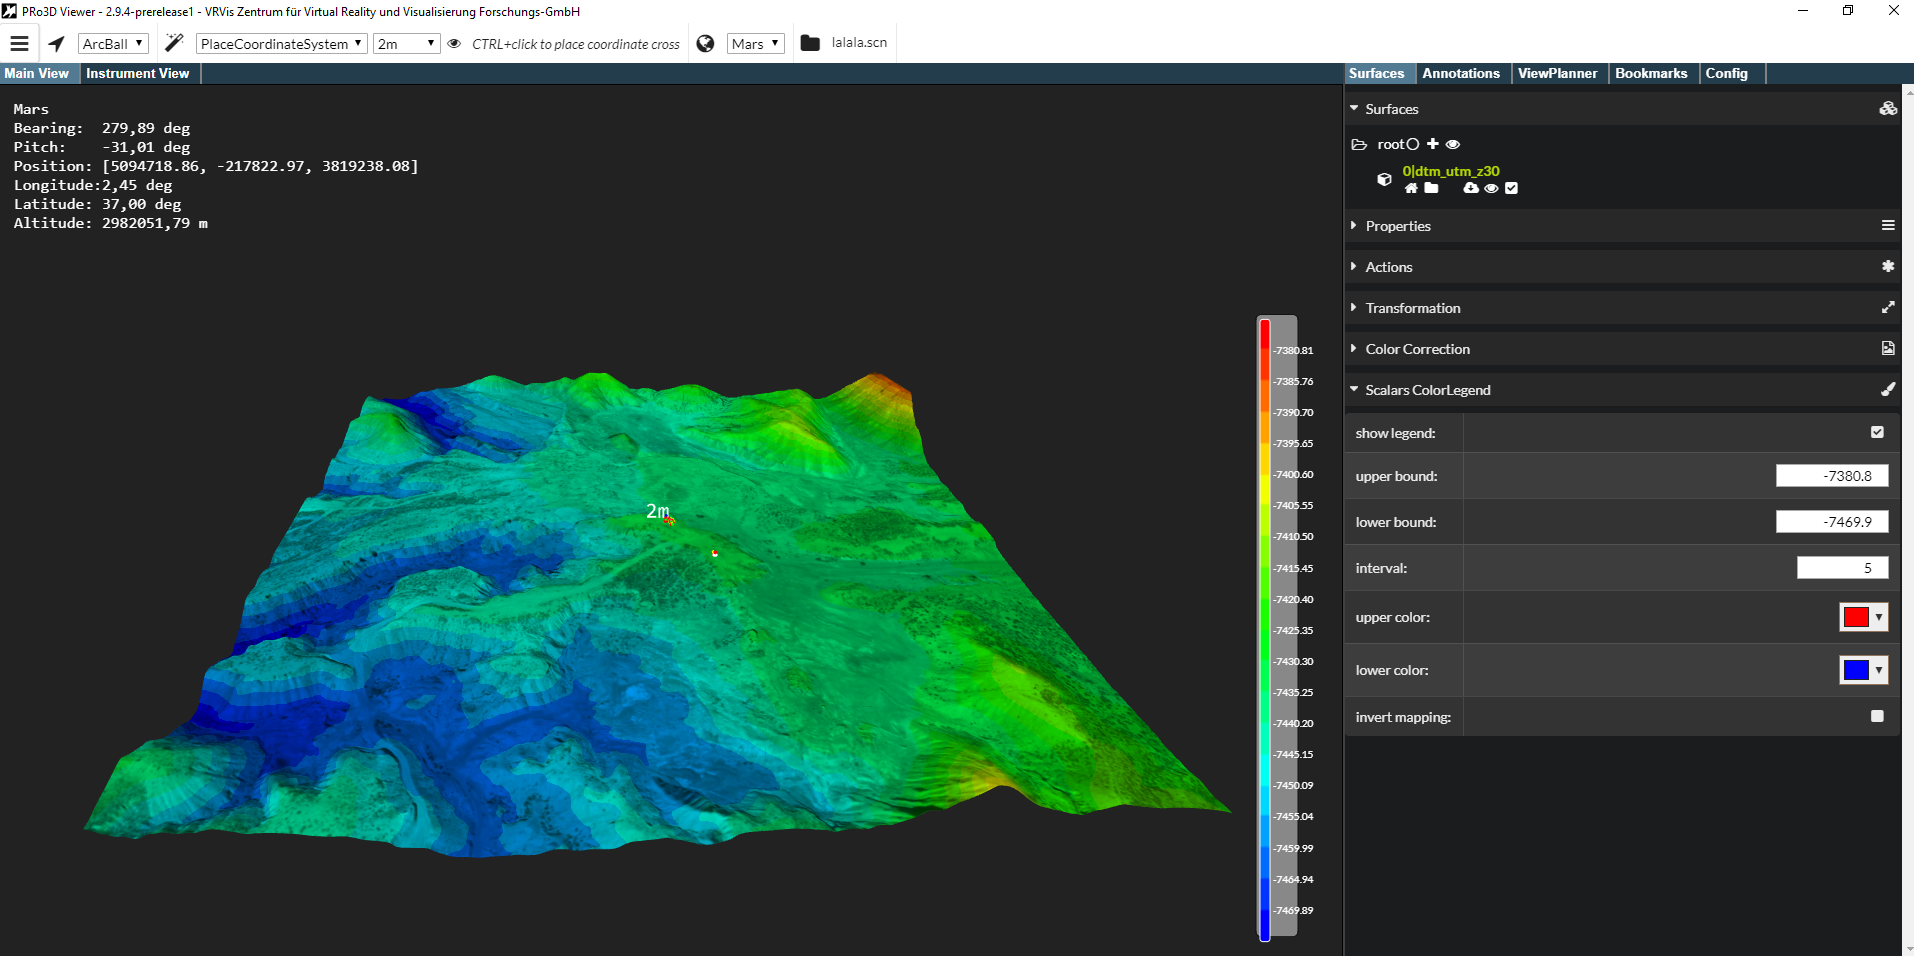 PRo3D Viewer - 2.9.4-prerelease1 - VRVis Zentrum für Virtual Reality und Visualisierung Forschungs-GmbH
ArcBall PlaceCoordinateSystem 2m CTRL+click to place coordinate cross Mars lalala.scn
Main View Instrument View
Surfaces Annotations ViewPlanner Bookmarks Config
Mars
Bearing: 279,89 deg
Pitch: -31,01 deg
Position: [5094718.86, -217822.97, 3819238.08]
Longitude:2,45 deg
Latitude: 37,00 deg
Altitude: 2982051,79 m
2m
-7380.81
-7385.76
-7390.70
-7395.65
-7400.60
-7405.55
-7410.50
-7415.45
-7420.40
-7425.35
-7430.30
-7435.25
-7440.20
-7445.15
-7450.09
-7455.04
-7459.99
-7464.94
-7469.89
Surfaces
root
0|dtm_utm_z30
Properties
Actions
Transformation
Color Correction
Scalars ColorLegend
show legend:
upper bound: -7380.8
lower bound: -7469.9
interval: 5
upper color:
lower color:
invert mapping: